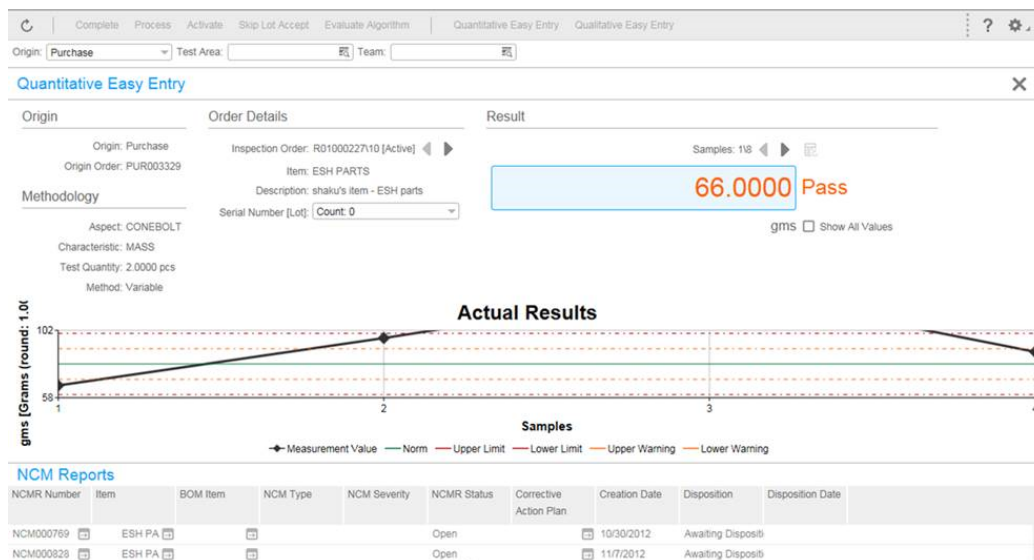 Complete Process Activate Skip Lot Accept Evaluate Algorithm Quantitative Easy Entry Qualitative Easy Entry ?
Origin: Purchase Test Area: Team:
Quantitative Easy Entry
Origin
Origin: Purchase
Origin Order: PUR003329
Methodology
Aspect: CONEBOLT
Characteristic: MASS
Test Quantity: 2.0000 pcs
Method: Variable
Order Details
Inspection Order: R01000227\10 [Active]
Item: ESH PARTS
Description: shaku's item - ESH parts
Serial Number [Lot]: Count: 0
Result
Samples: 1\8
66.0000 Pass
gms Show All Values
Actual Results
gms [Grams (round: 1.0(
102
58
1 2 3 4
Samples
Measurement Value Norm Upper Limit Lower Limit Upper Warning Lower Warning
NCM Reports
NCMR Number Item BOM Item NCM Type NCM Severity NCMR Status Corrective Action Plan Creation Date Disposition Disposition Date
NCM000769 ESH PA Open 10/30/2012 Awaiting Dispositi
NCM000828 ESH PA Open 11/7/2012 Awaiting Dispositi